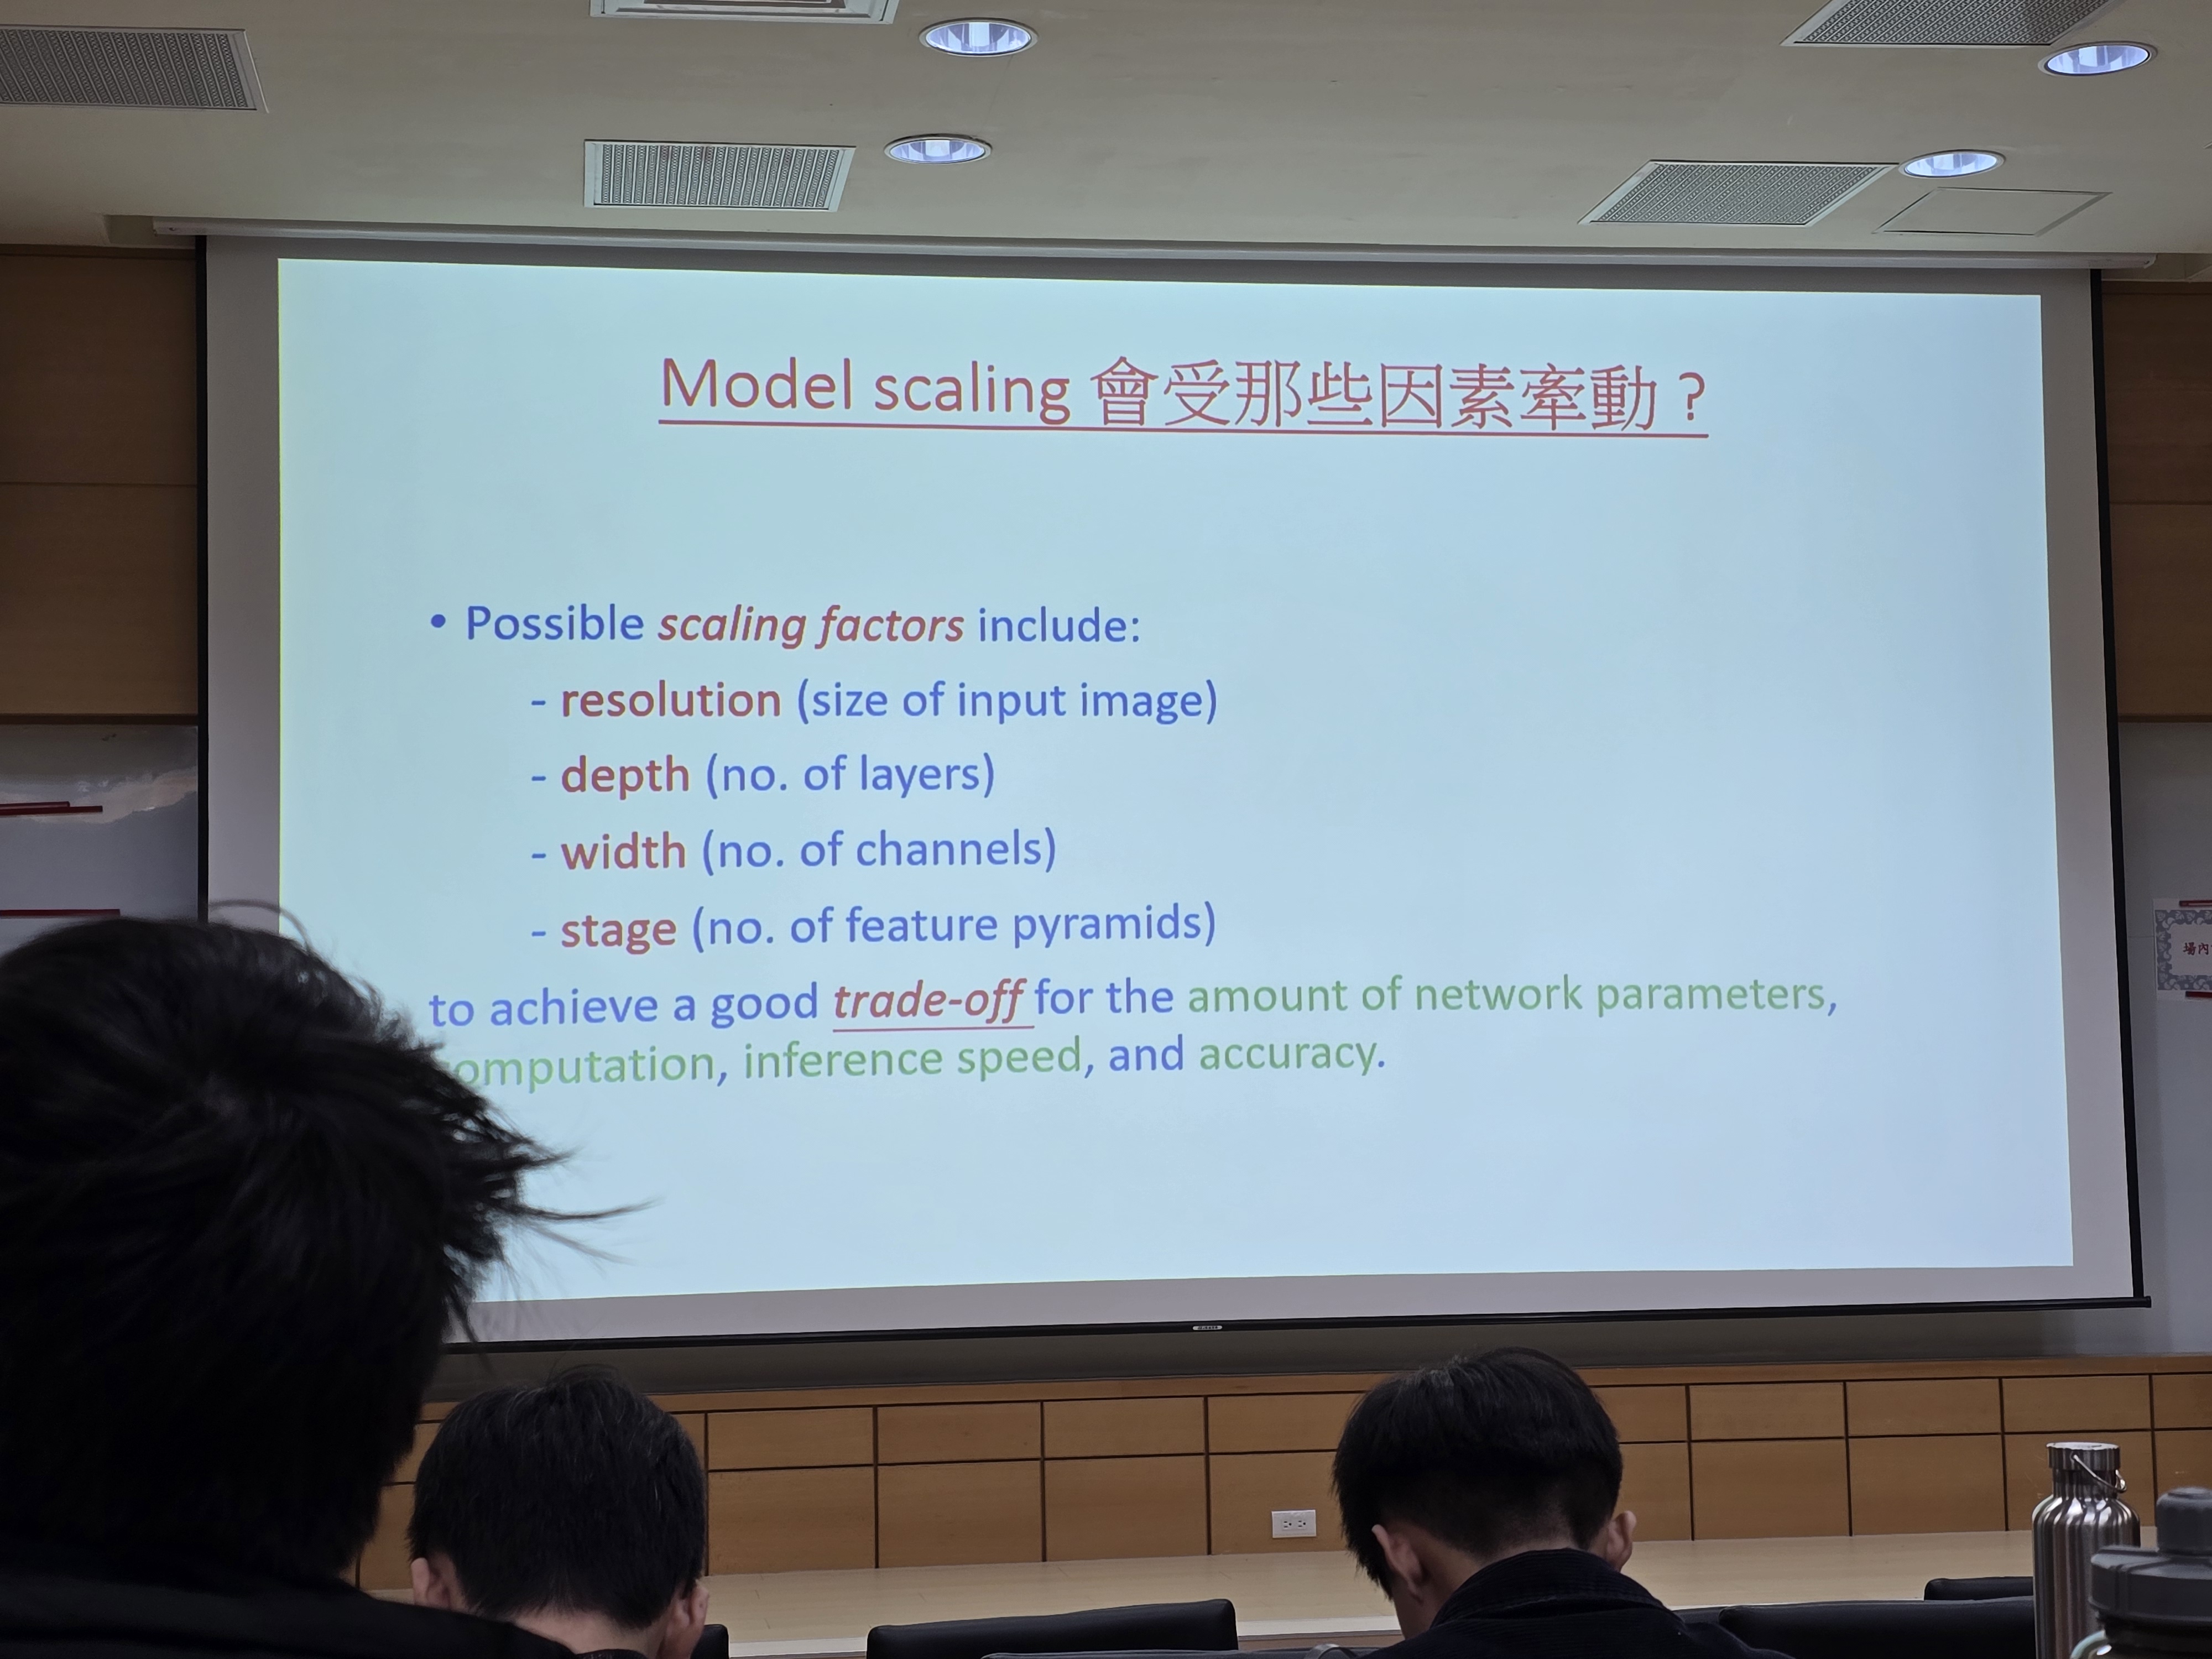 Model scaling 會受那些因素牽動？
• Possible scaling factors include:
- resolution (size of input image)
- depth (no. of layers)
- width (no. of channels)
- stage (no. of feature pyramids)
to achieve a good trade-off for the amount of network parameters,
computation, inference speed, and accuracy.
場內